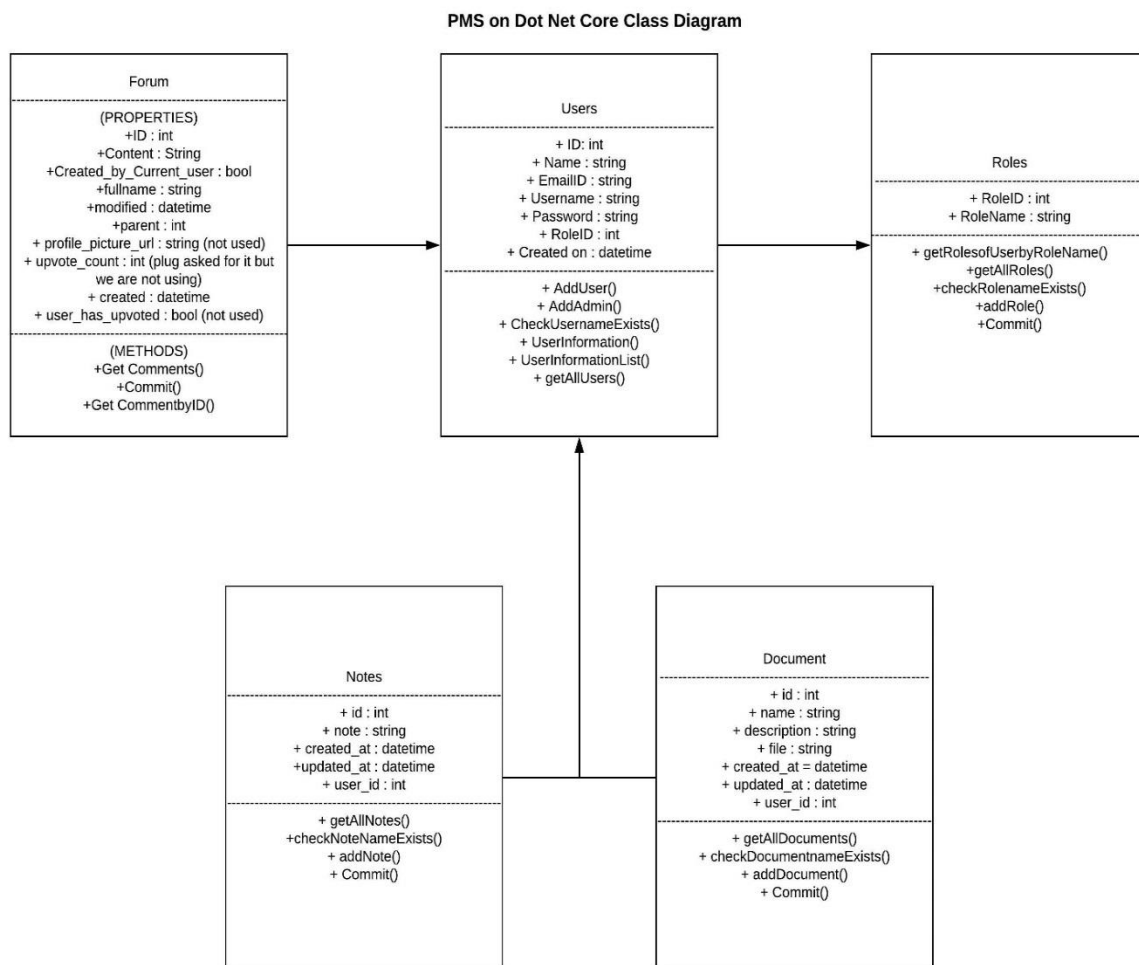 PMS on Dot Net Core Class Diagram
Forum
(PROPERTIES)
+ID : int
+Content : String
+Created_by_Current_user : bool
+fullname : string
+modified : datetime
+parent : int
+ profile_picture_url : string (not used)
+ upvote_count : int (plug asked for it but
we are not using)
+ created : datetime
+ user_has_upvoted : bool (not used)
(METHODS)
+Get Comments()
+Commit()
+Get CommentbyID()
Users
+ ID: int
+ Name : string
+ EmailID : string
+ Username : string
+ Password : string
+ RoleID : int
+ Created on : datetime
+ AddUser()
+ AddAdmin()
+ CheckUsernameExists()
+ UserInformation()
+ UserInformationList()
+ getAllUsers()
Roles
+ RoleID : int
+ RoleName : string
+ getRolesofUserbyRoleName()
+getAllRoles()
+checkRolenameExists()
+addRole()
+Commit()
Notes
+ id : int
+ note : string
+ created_at : datetime
+updated_at : datetime
+ user_id : int
+ getAllNotes()
+checkNoteNameExists()
+ addNote()
+ Commit()
Document
+ id : int
+ name : string
+ description : string
+ file : string
+ created_at = datetime
+ updated_at : datetime
+ user_id : int
+ getAllDocuments()
+ checkDocumentnameExists()
+ addDocument()
+ Commit()